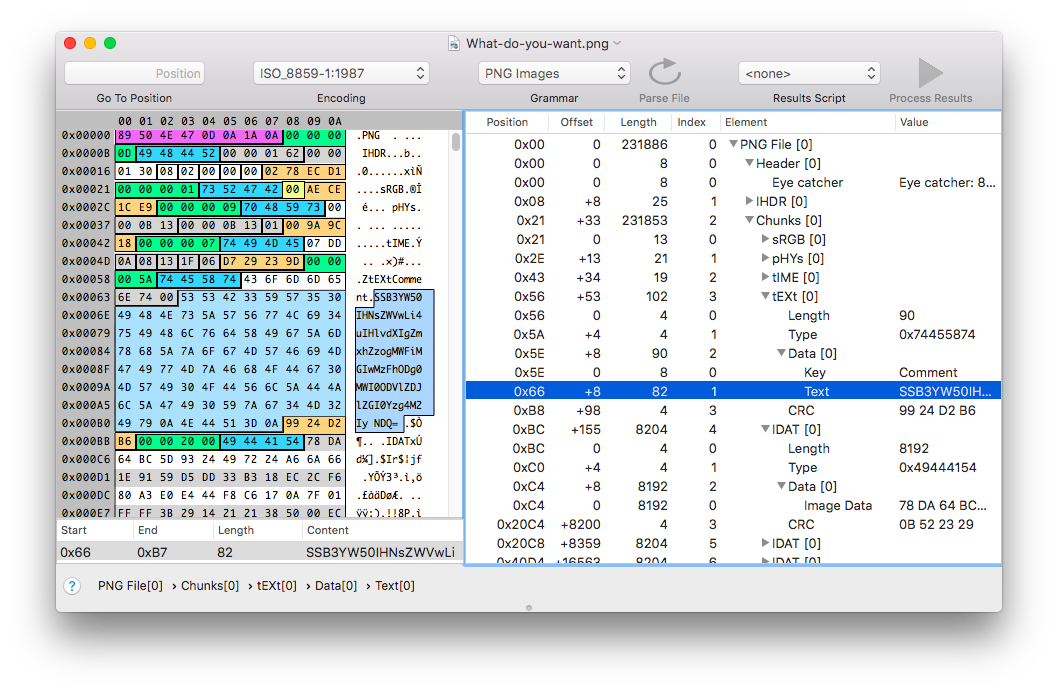 What-do-you-want.png
Position
ISO_8859-1:1987
PNG Images
<none>
Go To Position
Encoding
Grammar
Parse File
Results Script
Process Results
00 01 02 03 04 05 06 07 08 09 0A
0x00000 89 50 4E 47 0D 0A 1A 0A 00 00 00 .PNG . ...
0x0000B 0D 49 48 44 52 00 00 01 62 00 00 IHDR...b..
0x00016 01 30 08 02 00 00 00 02 78 EC D1 .0......xìÑ
0x00021 00 00 00 01 73 52 47 42 00 AE CE ....sRGB.®Î
0x0002C 1C E9 00 00 00 09 70 48 59 73 00 é... pHYs.
0x00037 00 0B 13 00 00 0B 13 01 00 9A 9C .. .....
0x00042 18 00 00 00 07 74 49 4D 45 07 DD .....tIME.Ý
0x0004D 0A 08 13 1F 06 D7 29 23 9D 00 00 .. .x)#...
0x00058 00 5A 74 45 58 74 43 6F 6D 6D 65 .ZtEXtComme
0x00063 6E 74 00 53 53 42 33 59 57 35 30 nt.SSB3YW50
0x0006E 49 48 4E 73 5A 57 56 77 4C 69 34 IHNsZWVwLi4
0x00079 75 49 48 6C 76 64 58 49 67 5A 6D uIHlvdXIgZm
0x00084 78 68 5A 7A 6F 67 4D 57 46 69 4D xhZzogMWFiM
0x0008F 47 49 77 4D 7A 46 68 4F 44 67 30 GIwMzFhODg0
0x0009A 4D 57 49 30 4F 44 56 6C 5A 44 4A MWI0ODVlZDJ
0x000A5 6C 5A 47 49 30 59 7A 67 34 4D 32 lZGI0Yzg4MZ
0x000B0 49 79 0A 4E 44 51 3D 0A 99 24 D2 Iy NDQ=.$Ò
0x000BB B6 00 00 20 00 49 44 41 54 78 DA ¶.. .IDATxÚ
0x000C6 64 BC 5D 93 24 49 72 24 A6 6A 66 d¼].$Ir$¦jf
0x000D1 1E 91 59 D5 DD 33 B3 18 EC 2C F6 .YÕÝ3³.ì,ö
0x000DC 80 A3 E0 E4 44 F8 C6 17 0A 7F 01 .£àäDøÆ. ..
0x000E7 FF FF 3B 29 14 21 21 38 50 00 EC ÿÿ;).!!8P.ì
Start End Length Content
0x66 0xB7 82 SSB3YW50IHNsZWVwLi
Position Offset Length Index Element Value
0x00 0 231886 0 PNG File [0]
0x00 0 8 0 Header [0]
0x00 0 8 0 Eye catcher Eye catcher: 8...
0x08 +8 25 1 IHDR [0]
0x21 +33 231853 2 Chunks [0]
0x21 0 13 0 sRGB [0]
0x2E +13 21 1 pHYs [0]
0x43 +34 19 2 tIME [0]
0x56 +53 102 3 tEXt [0]
0x56 0 4 0 Length 90
0x5A +4 4 1 Type 0x74455874
0x5E +8 90 2 Data [0]
0x5E 0 8 0 Key Comment
0x66 +8 82 1 Text SSB3YW50IH...
0xB8 +98 4 3 CRC 99 24 D2 B6
0xBC +155 8204 4 IDAT [0]
0xBC 0 4 0 Length 8192
0xC0 +4 4 1 Type 0x49444154
0xC4 +8 8192 2 Data [0]
0xC4 0 8192 0 Image Data 78 DA 64 BC...
0x20C4 +8200 4 3 CRC 0B 52 23 29
0x20C8 +8359 8204 5 IDAT [0]
0x40D4 +16563 8204 6 IDAT [0]
? PNG File[0] › Chunks[0] › tEXt[0] › Data[0] › Text[0]